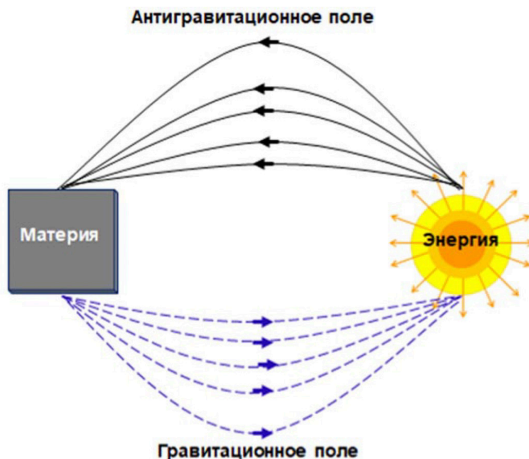 Антигравитационное поле
Материя
Энергия
Гравитационное поле